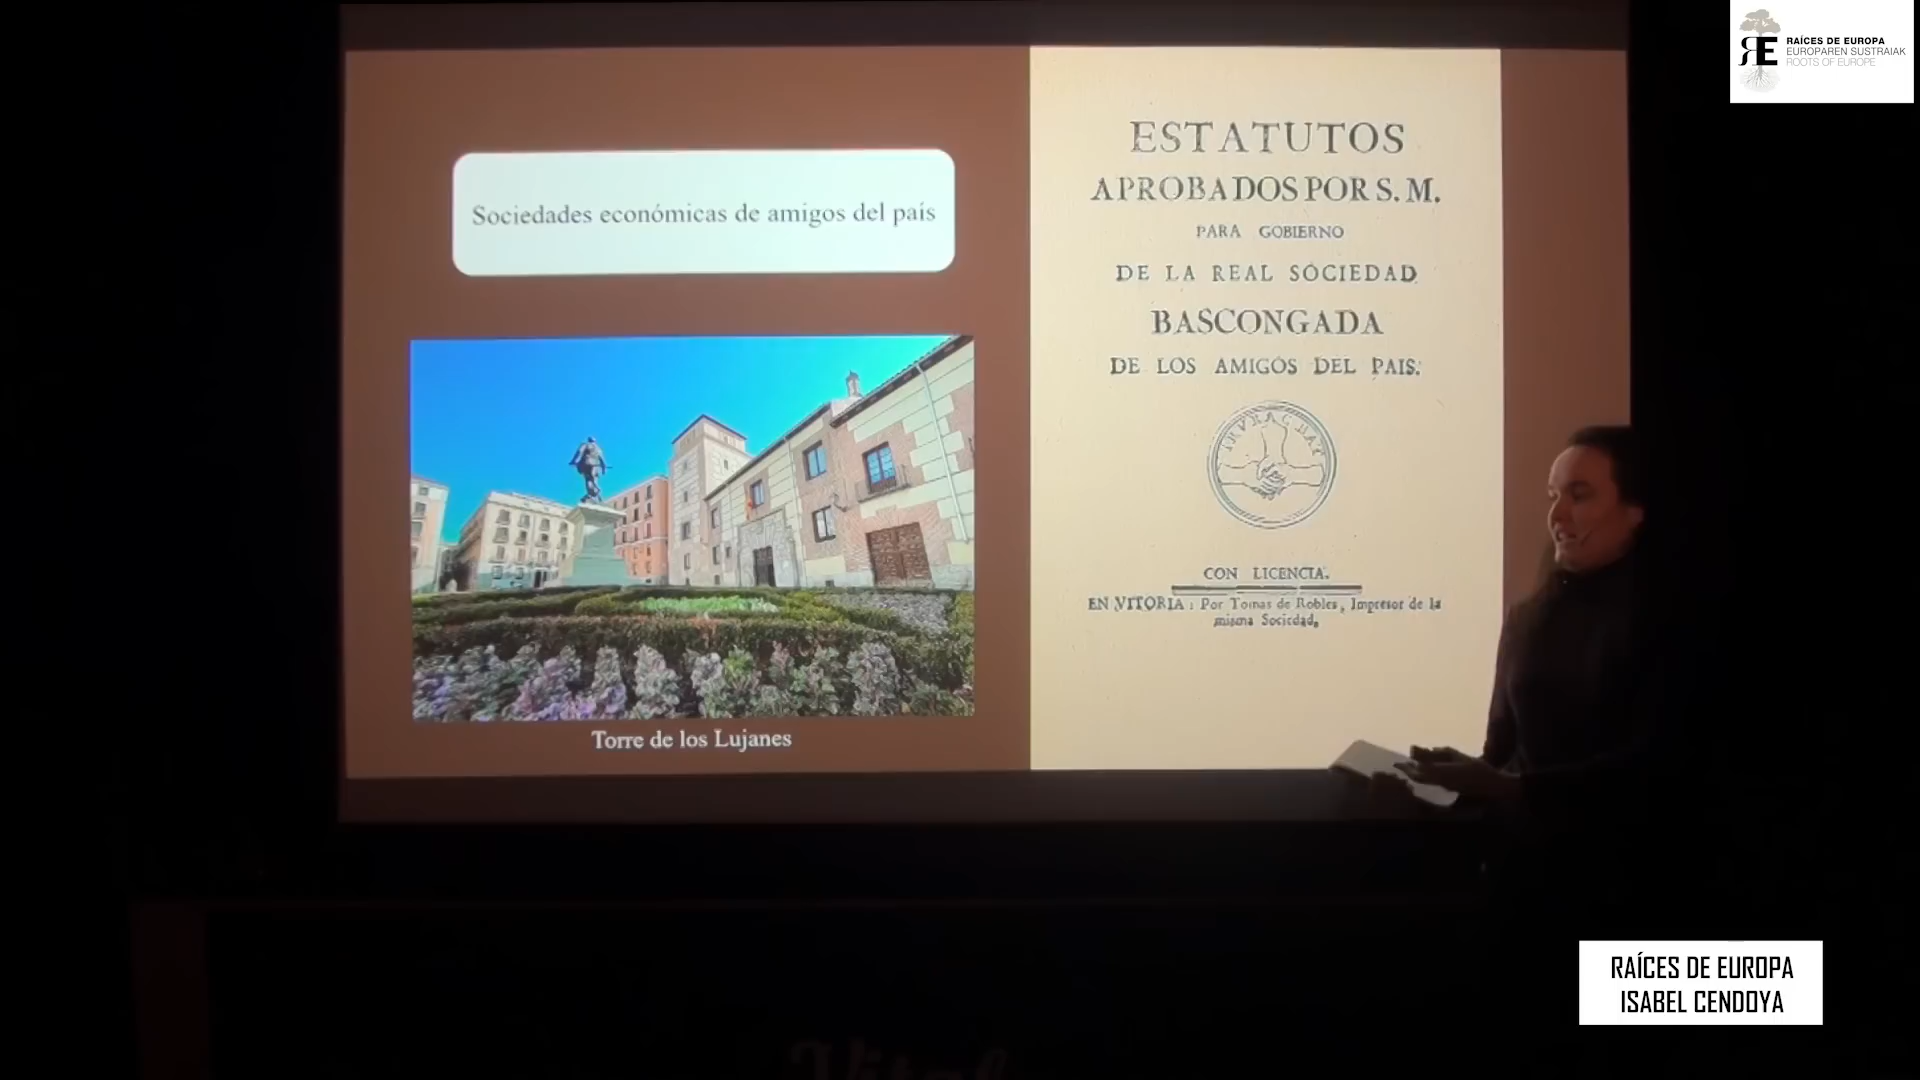 RAÍCES DE EUROPA
EUROPAREN SUSTRAIAK
ROOTS OF EUROPE
Sociedades económicas de amigos del país
Torre de los Lujanes
ESTATUTOS
APROBADOS POR S. M.
PARA GOBIERNO
DE LA REAL SOCIEDAD
BASCONGADA
DE LOS AMIGOS DEL PAIS.
IRVRAC BAT
CON LICENCIA.
EN VITORIA: Por Tomas de Robles, Impresor de la
misma Sociedad,
RAÍCES DE EUROPA
ISABEL CENDOYA